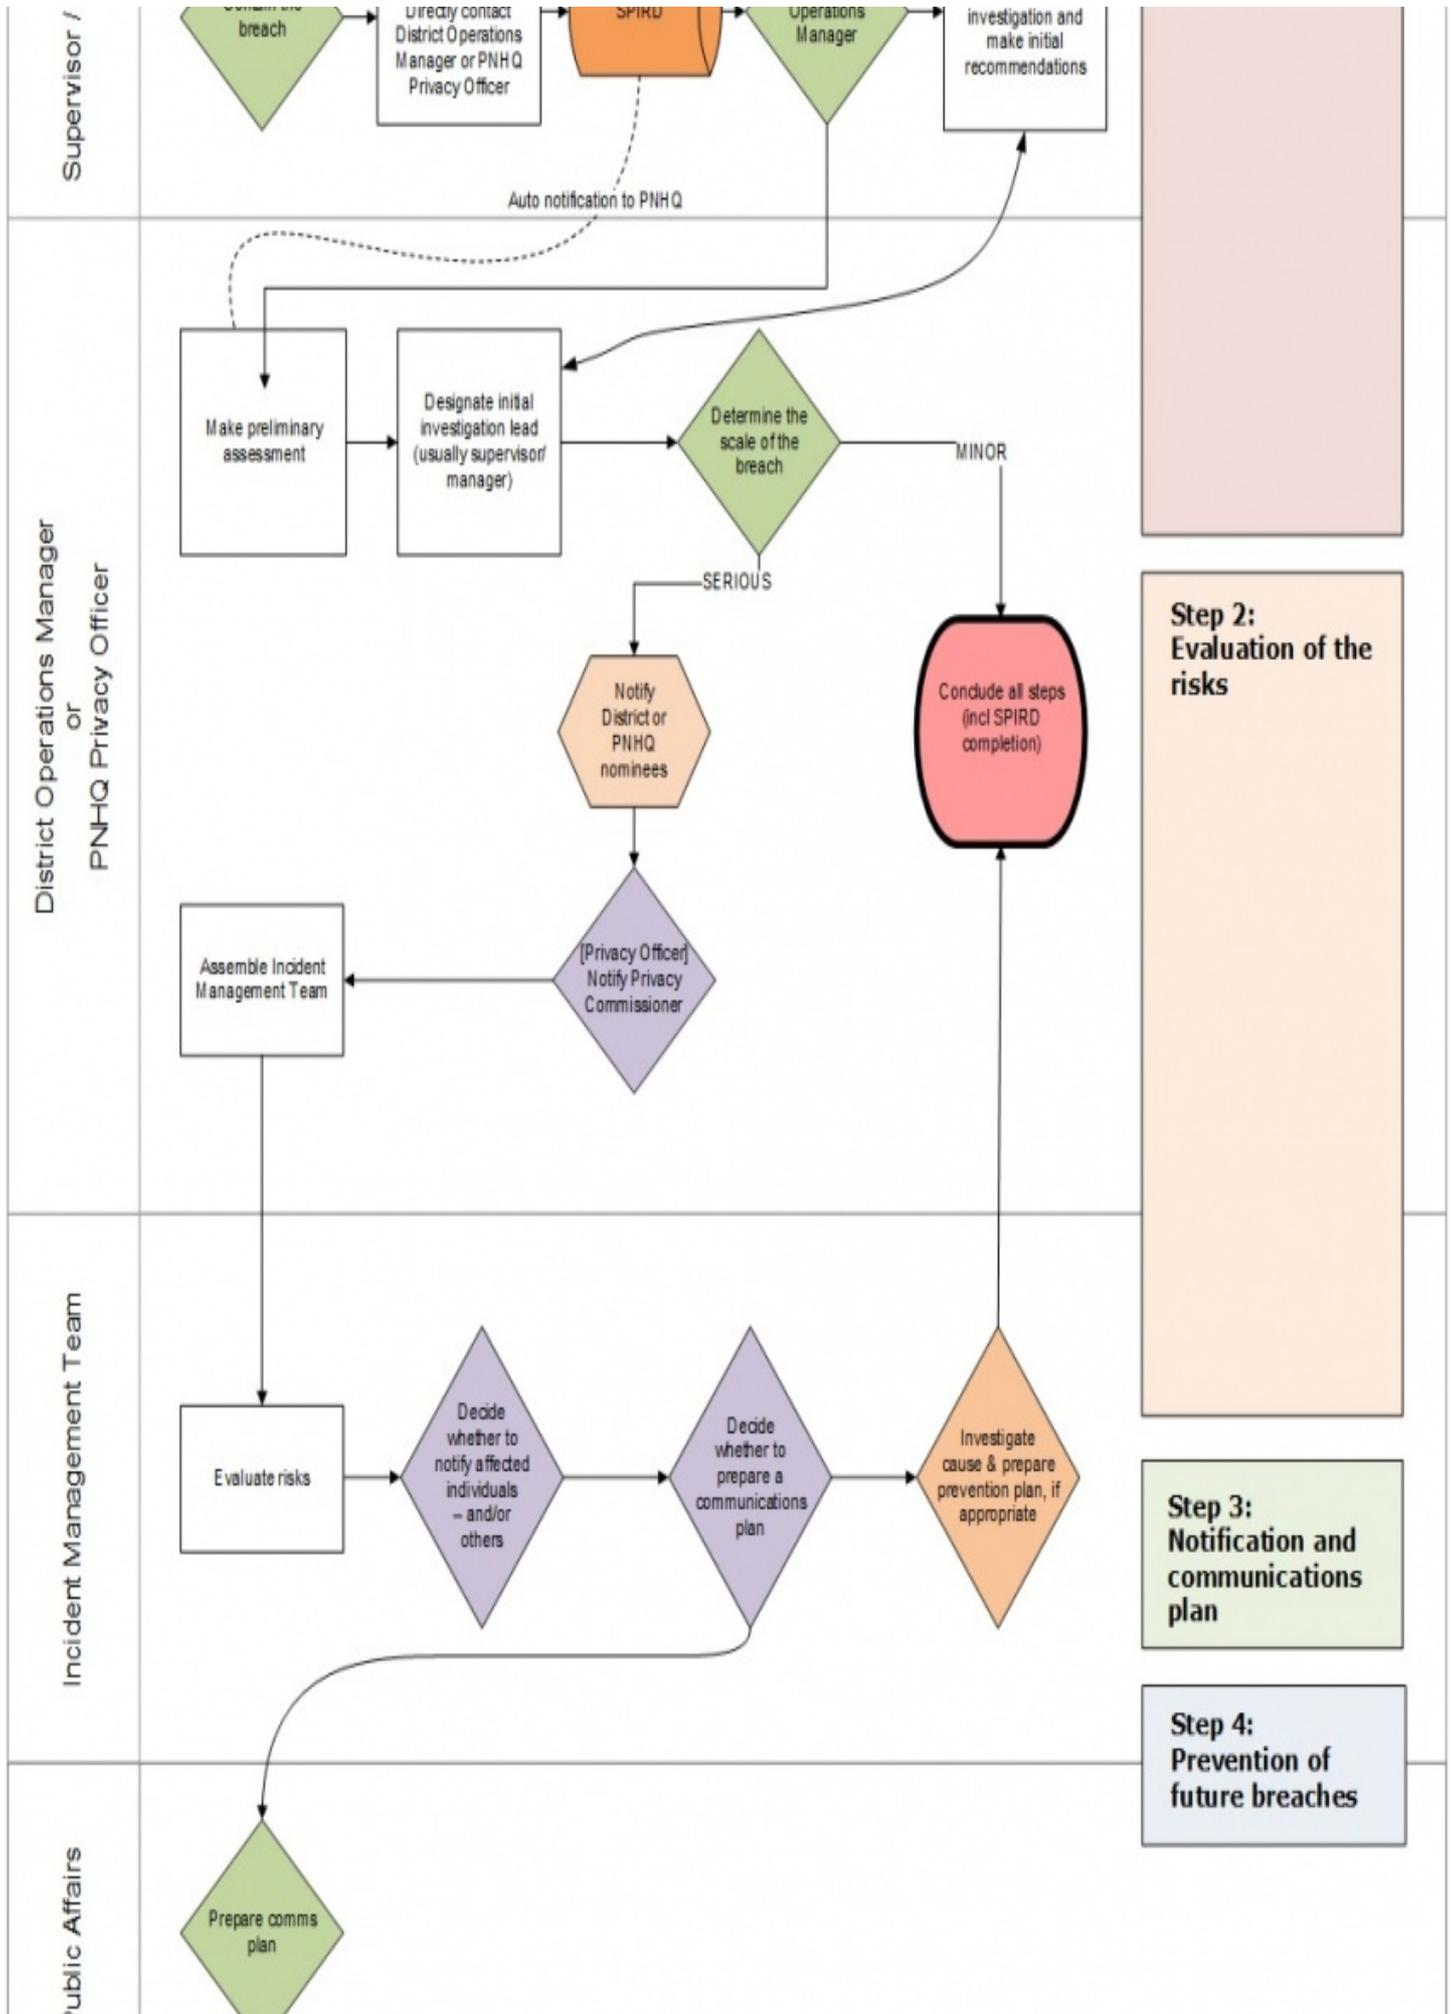 Supervisor /
Contain the
breach
Directly contact
District Operations
Manager or PNHQ
Privacy Officer
SPIRD
Operations
Manager
investigation and
make initial
recommendations
Auto notification to PNHQ
District Operations Manager
or
PNHQ Privacy Officer
Make preliminary
assessment
Designate initial
investigation lead
(usually supervisor/
manager)
Determine the
scale of the
breach
MINOR
SERIOUS
Notify
District or
PNHQ
nominees
Conclude all steps
(incl SPIRD
completion)
Step 2:
Evaluation of the
risks
[Privacy Officer]
Notify Privacy
Commissioner
Assemble Incident
Management Team
Incident Management Team
Evaluate risks
Decide
whether to
notify affected
individuals
– and/or
others
Decide
whether to
prepare a
communications
plan
Investigate
cause & prepare
prevention plan, if
appropriate
Step 3:
Notification and
communications
plan
Step 4:
Prevention of
future breaches
Public Affairs
Prepare comms
plan